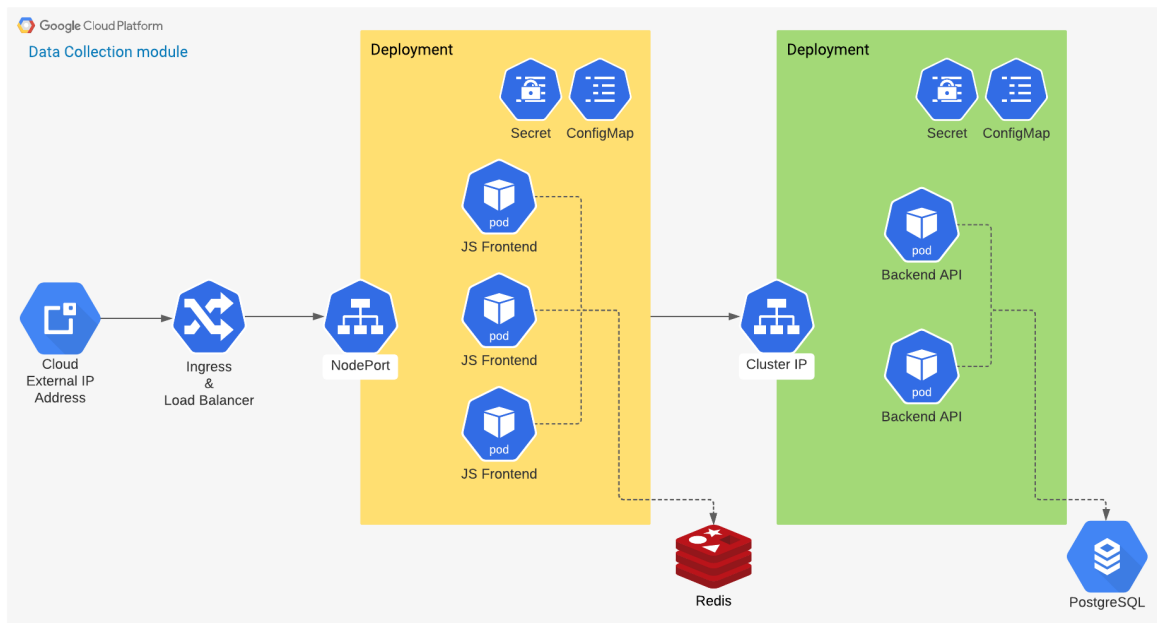 Google Cloud Platform
Data Collection module
Deployment
Secret
ConfigMap
pod
JS Frontend
pod
JS Frontend
pod
JS Frontend
Cloud
External IP
Address
Ingress
&
Load Balancer
NodePort
Redis
Deployment
Secret
ConfigMap
pod
Backend API
pod
Backend API
Cluster IP
PostgreSQL